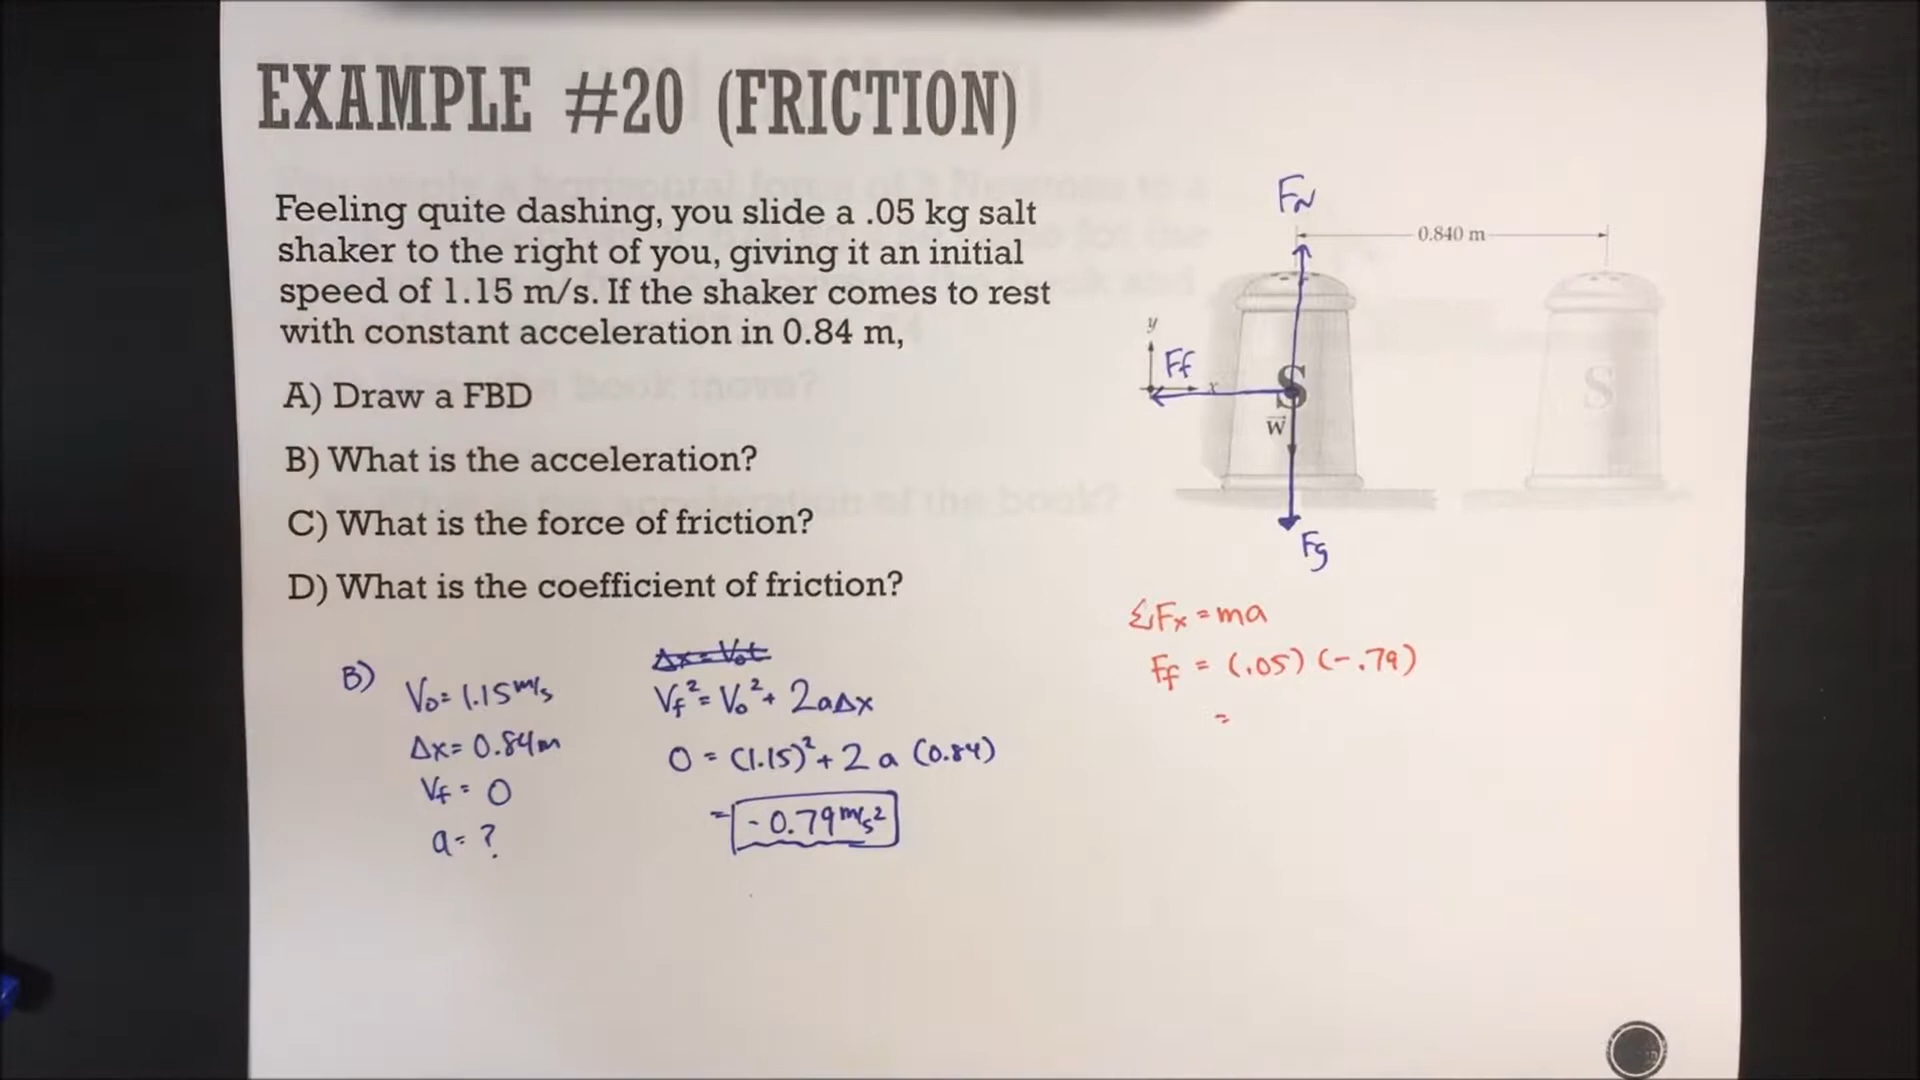 EXAMPLE #20 (FRICTION)
Feeling quite dashing, you slide a .05 kg salt
shaker to the right of you, giving it an initial
speed of 1.15 m/s. If the shaker comes to rest
with constant acceleration in 0.84 m,
A) Draw a FBD
B) What is the acceleration?
C) What is the force of friction?
D) What is the coefficient of friction?
FN
0.840 m
y
Ff
x
S
S
w
Fg
B)
V₀ = 1.15 m/s
Δx = 0.84m
Vf = 0
a = ?
Δx = V₀t
Vf² = V₀² + 2aΔx
0 = (1.15)² + 2 a (0.84)
= -0.79 m/s²
ΣFx = ma
Ff = (.05) (-.79)
=